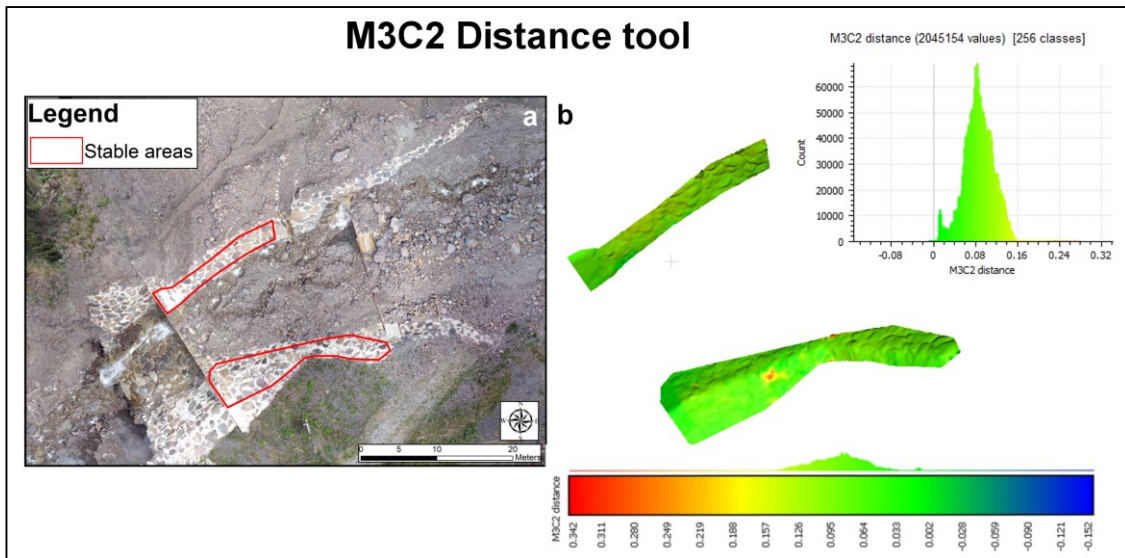 M3C2 Distance tool
Legend
Stable areas
a
N
W E
S
0 5 10 20
Meters
b
M3C2 distance (2045154 values) [256 classes]
Count
60000
50000
40000
30000
20000
10000
0
-0.08 0 0.08 0.16 0.24 0.32
M3C2 distance
M3C2 distance
0.342 0.311 0.280 0.249 0.219 0.188 0.157 0.126 0.095 0.064 0.033 0.002 -0.028 -0.059 -0.090 -0.121 -0.152